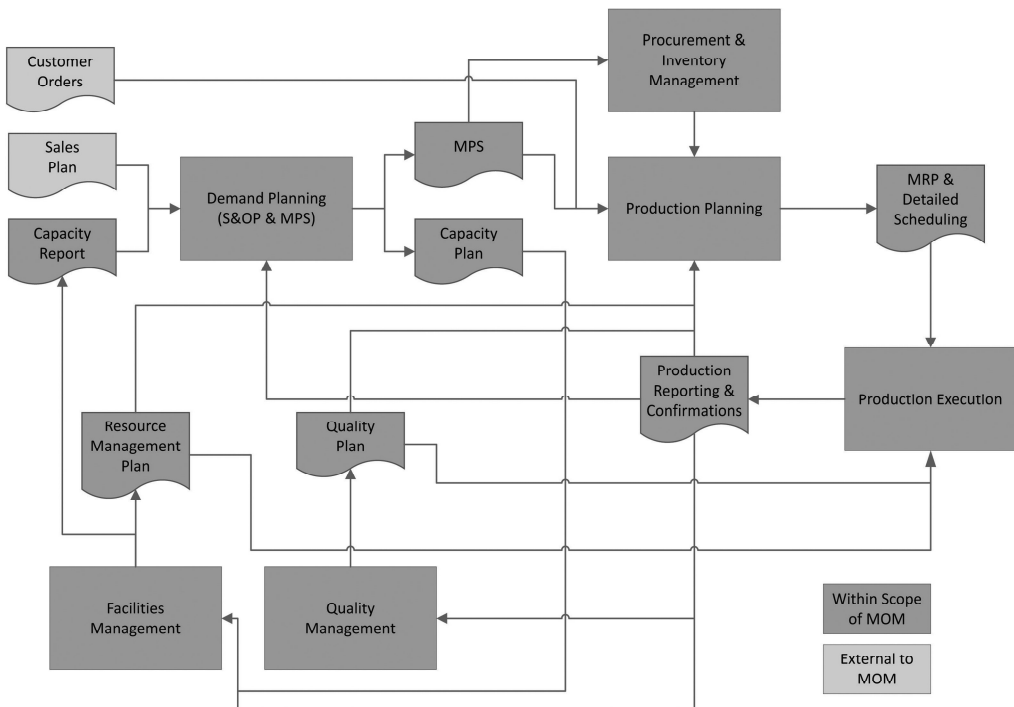 Procurement &
Inventory
Management
Customer
Orders
Sales
Plan
Capacity
Report
Demand Planning
(S&OP & MPS)
MPS
Capacity
Plan
Production Planning
MRP &
Detailed
Scheduling
Production
Reporting &
Confirmations
Production Execution
Resource
Management
Plan
Quality
Plan
Facilities
Management
Quality
Management
Within Scope
of MOM
External to
MOM